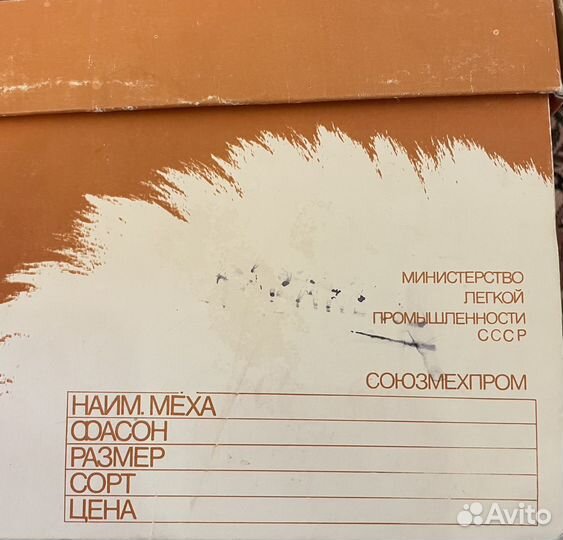 МИНИСТЕРСТВО
ЛЕГКОЙ
ПРОМЫШЛЕННОСТИ
СССР
СОЮЗМЕХПРОМ
НАИМ. МЕХА
ФАСОН
РАЗМЕР
СОРТ
ЦЕНА
Avito